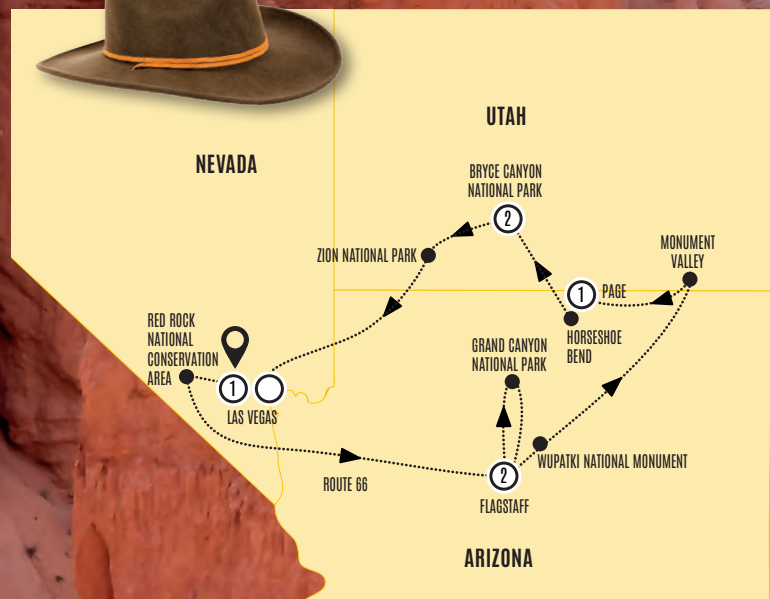 UTAH
NEVADA
BRYCE CANYON
NATIONAL PARK
2
ZION NATIONAL PARK
MONUMENT
VALLEY
1
PAGE
HORSESHOE
BEND
RED ROCK
NATIONAL
CONSERVATION
AREA
1
LAS VEGAS
GRAND CANYON
NATIONAL PARK
WUPATKI NATIONAL MONUMENT
2
FLAGSTAFF
ROUTE 66
ARIZONA